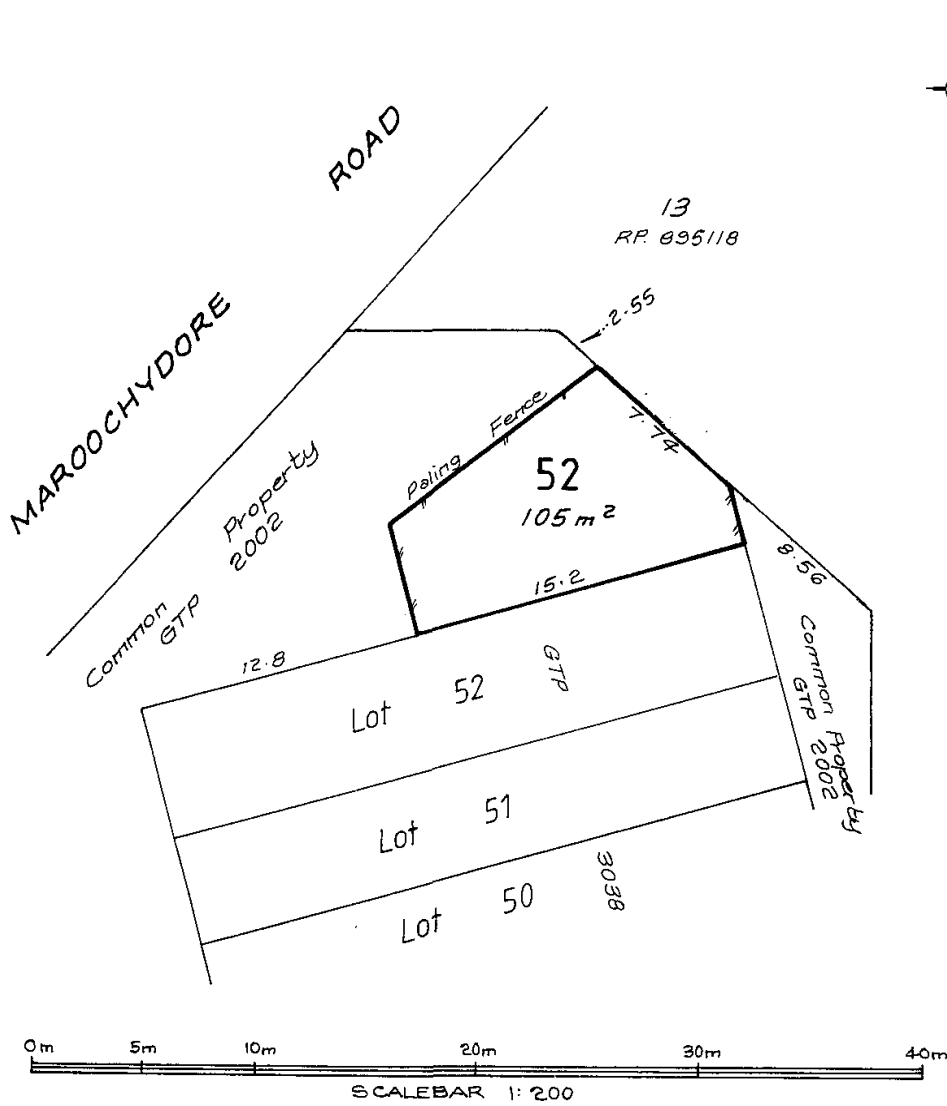 MAROOCHYDORE ROAD
13
RP. 895118
2.55
Paling Fence
7.74
52
105 m²
15.2
8.56
Common Property
GTP 2002
12.8
Lot 52 GTP
Common Property
GTP 2002
Lot 51
Lot 50 3038
0m 5m 10m 20m 30m 40m
SCALEBAR 1:200